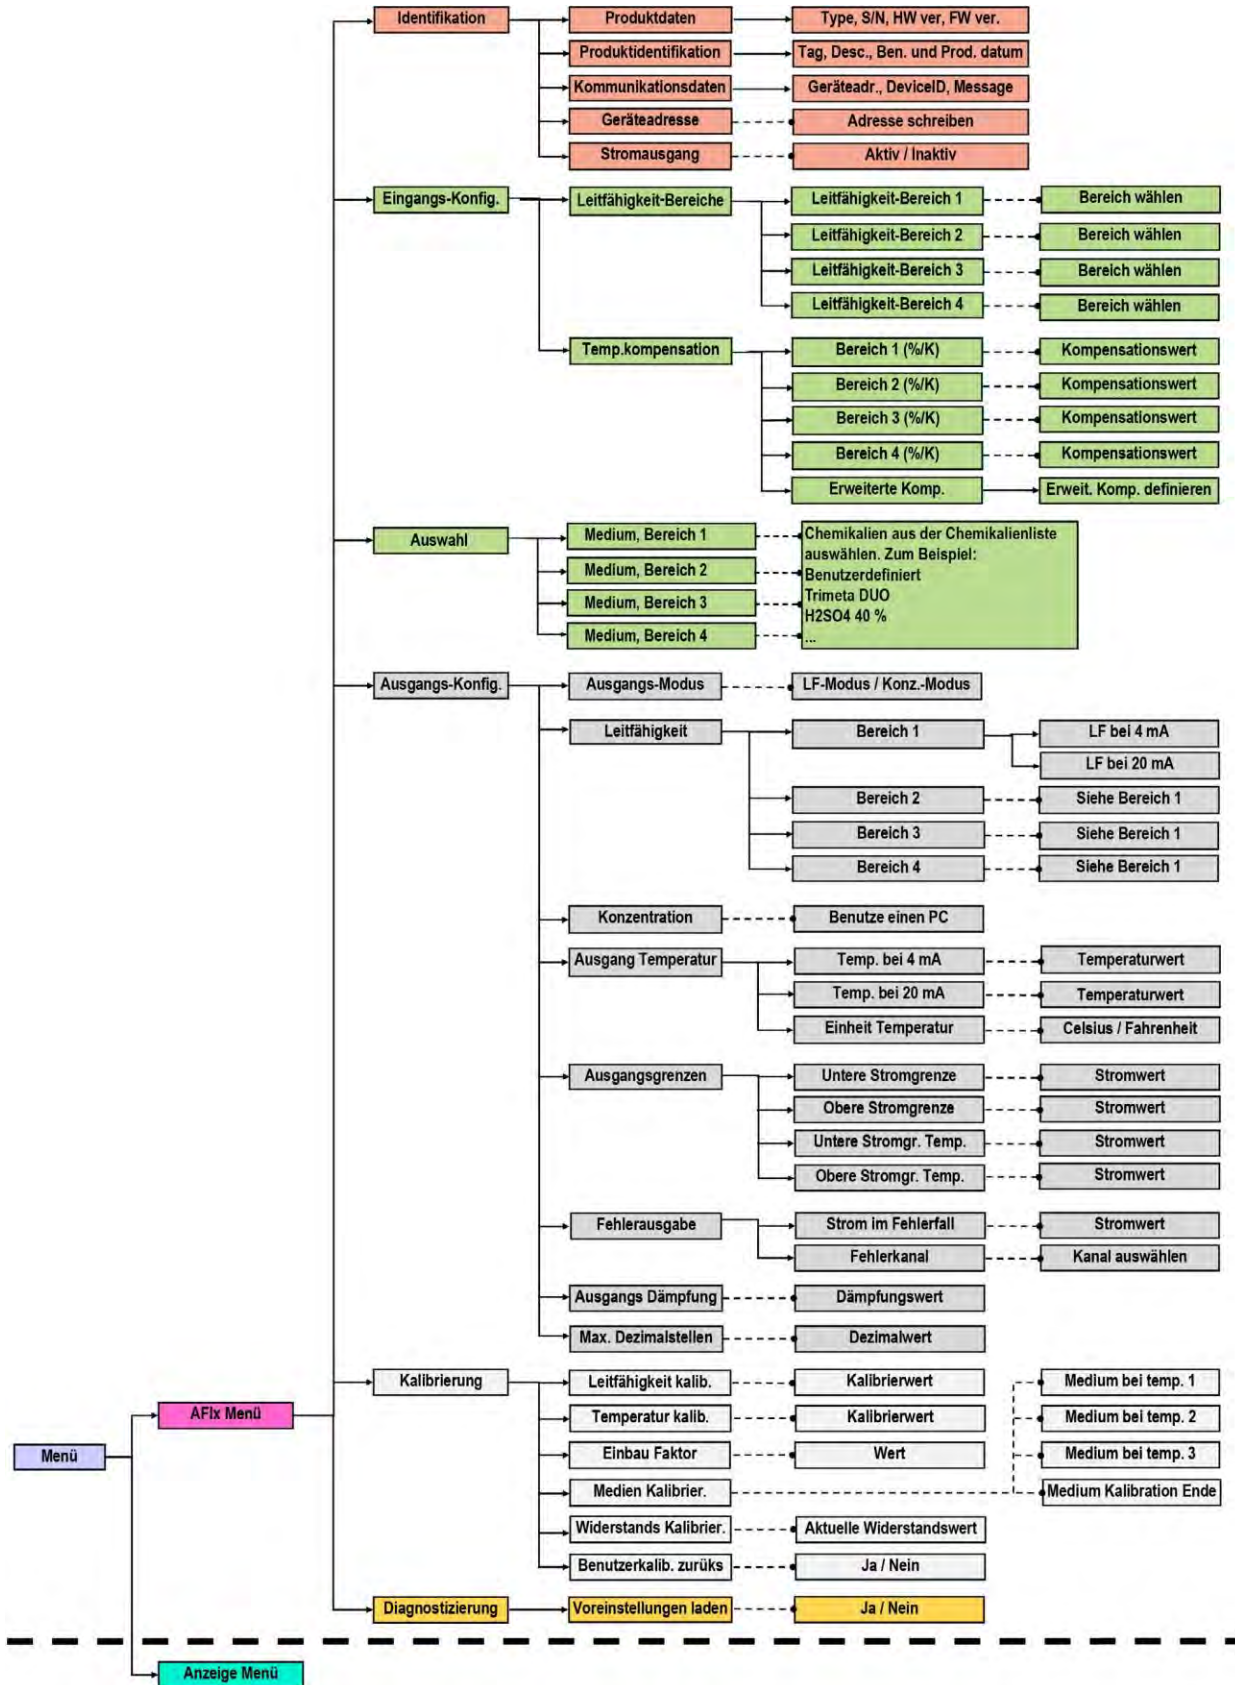 Identifikation
Produktdaten
Type, S/N, HW ver, FW ver.
Produktidentifikation
Tag, Desc., Ben. und Prod. datum
Kommunikationsdaten
Geräteadr., DeviceID, Message
Geräteadresse
Adresse schreiben
Stromausgang
Aktiv / Inaktiv
Eingangs-Konfig.
Leitfähigkeit-Bereiche
Leitfähigkeit-Bereich 1
Bereich wählen
Leitfähigkeit-Bereich 2
Bereich wählen
Leitfähigkeit-Bereich 3
Bereich wählen
Leitfähigkeit-Bereich 4
Bereich wählen
Temp.kompensation
Bereich 1 (%/K)
Kompensationswert
Bereich 2 (%/K)
Kompensationswert
Bereich 3 (%/K)
Kompensationswert
Bereich 4 (%/K)
Kompensationswert
Erweiterte Komp.
Erweit. Komp. definieren
Auswahl
Medium, Bereich 1
Medium, Bereich 2
Medium, Bereich 3
Medium, Bereich 4
Chemikalien aus der Chemikalienliste
auswählen. Zum Beispiel:
Benutzerdefiniert
Trimeta DUO
H2SO4 40 %
...
Ausgangs-Konfig.
Ausgangs-Modus
LF-Modus / Konz.-Modus
Leitfähigkeit
Bereich 1
LF bei 4 mA
LF bei 20 mA
Bereich 2
Siehe Bereich 1
Bereich 3
Siehe Bereich 1
Bereich 4
Siehe Bereich 1
Konzentration
Benutze einen PC
Ausgang Temperatur
Temp. bei 4 mA
Temperaturwert
Temp. bei 20 mA
Temperaturwert
Einheit Temperatur
Celsius / Fahrenheit
Ausgangsgrenzen
Untere Stromgrenze
Stromwert
Obere Stromgrenze
Stromwert
Untere Stromgr. Temp.
Stromwert
Obere Stromgr. Temp.
Stromwert
Fehlerausgabe
Strom im Fehlerfall
Stromwert
Fehlerkanal
Kanal auswählen
Ausgangs Dämpfung
Dämpfungswert
Max. Dezimalstellen
Dezimalwert
Kalibrierung
Leitfähigkeit kalib.
Kalibrierwert
Temperatur kalib.
Kalibrierwert
Einbau Faktor
Wert
Medien Kalibrier.
Medium bei temp. 1
Medium bei temp. 2
Medium bei temp. 3
Medium Kalibration Ende
Widerstands Kalibrier.
Aktuelle Widerstandswert
Benutzerkalib. zurüks
Ja / Nein
Diagnostizierung
Voreinstellungen laden
Ja / Nein
AFIx Menü
Menü
Anzeige Menü